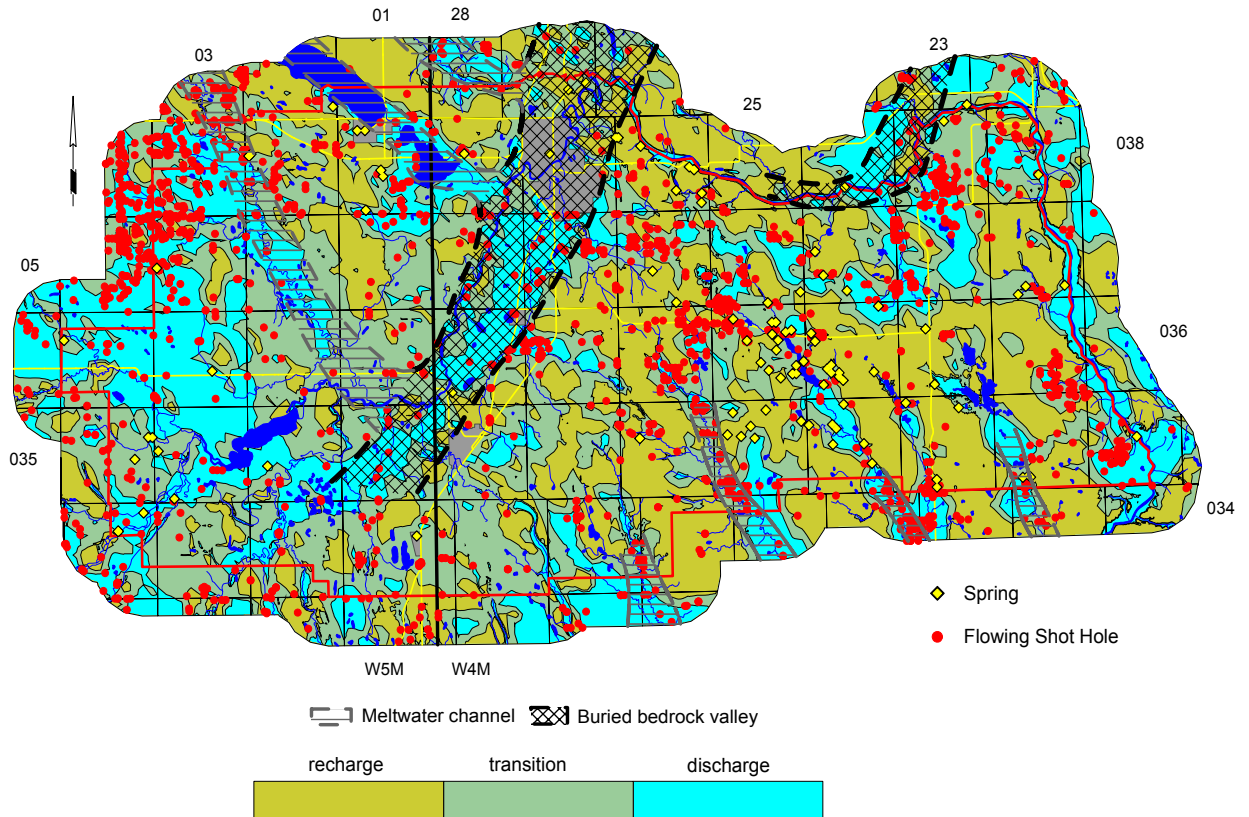 01
28
03
23
25
038
05
036
035
034
Spring
Flowing Shot Hole
W5M
W4M
Meltwater channel
Buried bedrock valley
recharge
transition
discharge